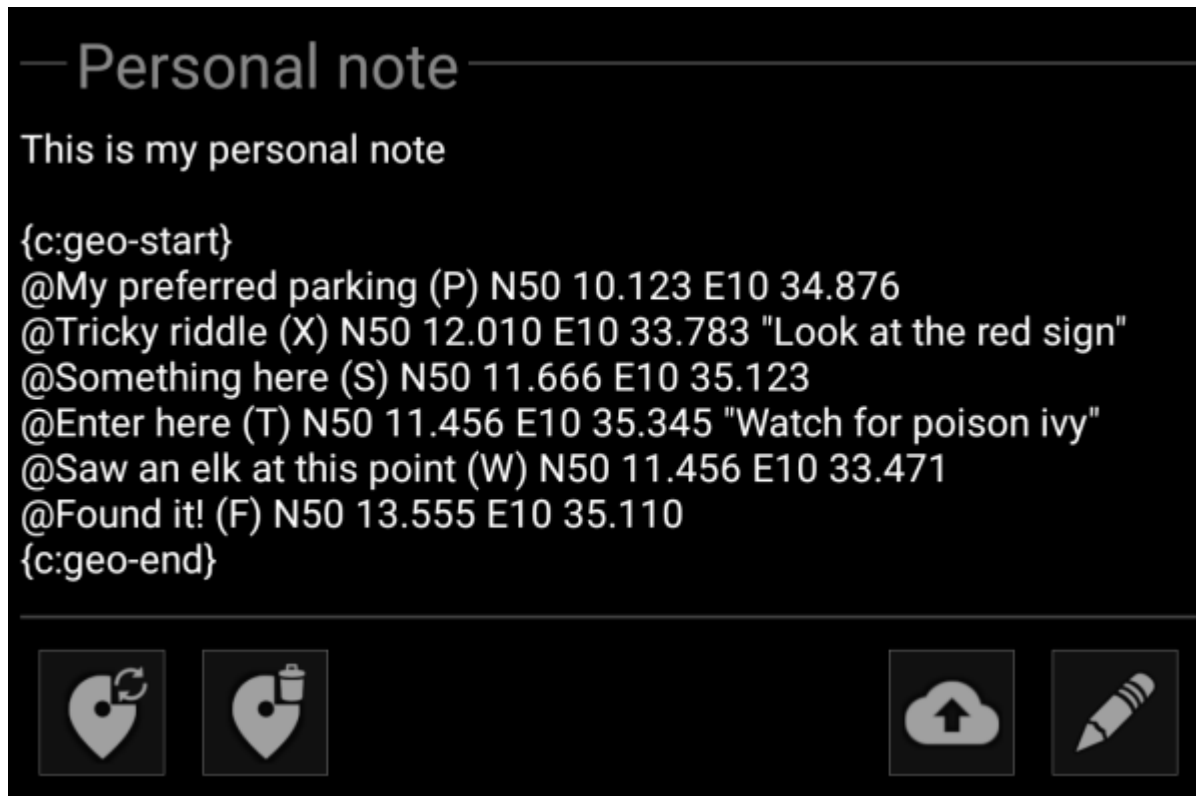 Personal note
This is my personal note
{c:geo-start}
@My preferred parking (P) N50 10.123 E10 34.876
@Tricky riddle (X) N50 12.010 E10 33.783 "Look at the red sign"
@Something here (S) N50 11.666 E10 35.123
@Enter here (T) N50 11.456 E10 35.345 "Watch for poison ivy"
@Saw an elk at this point (W) N50 11.456 E10 33.471
@Found it! (F) N50 13.555 E10 35.110
{c:geo-end}